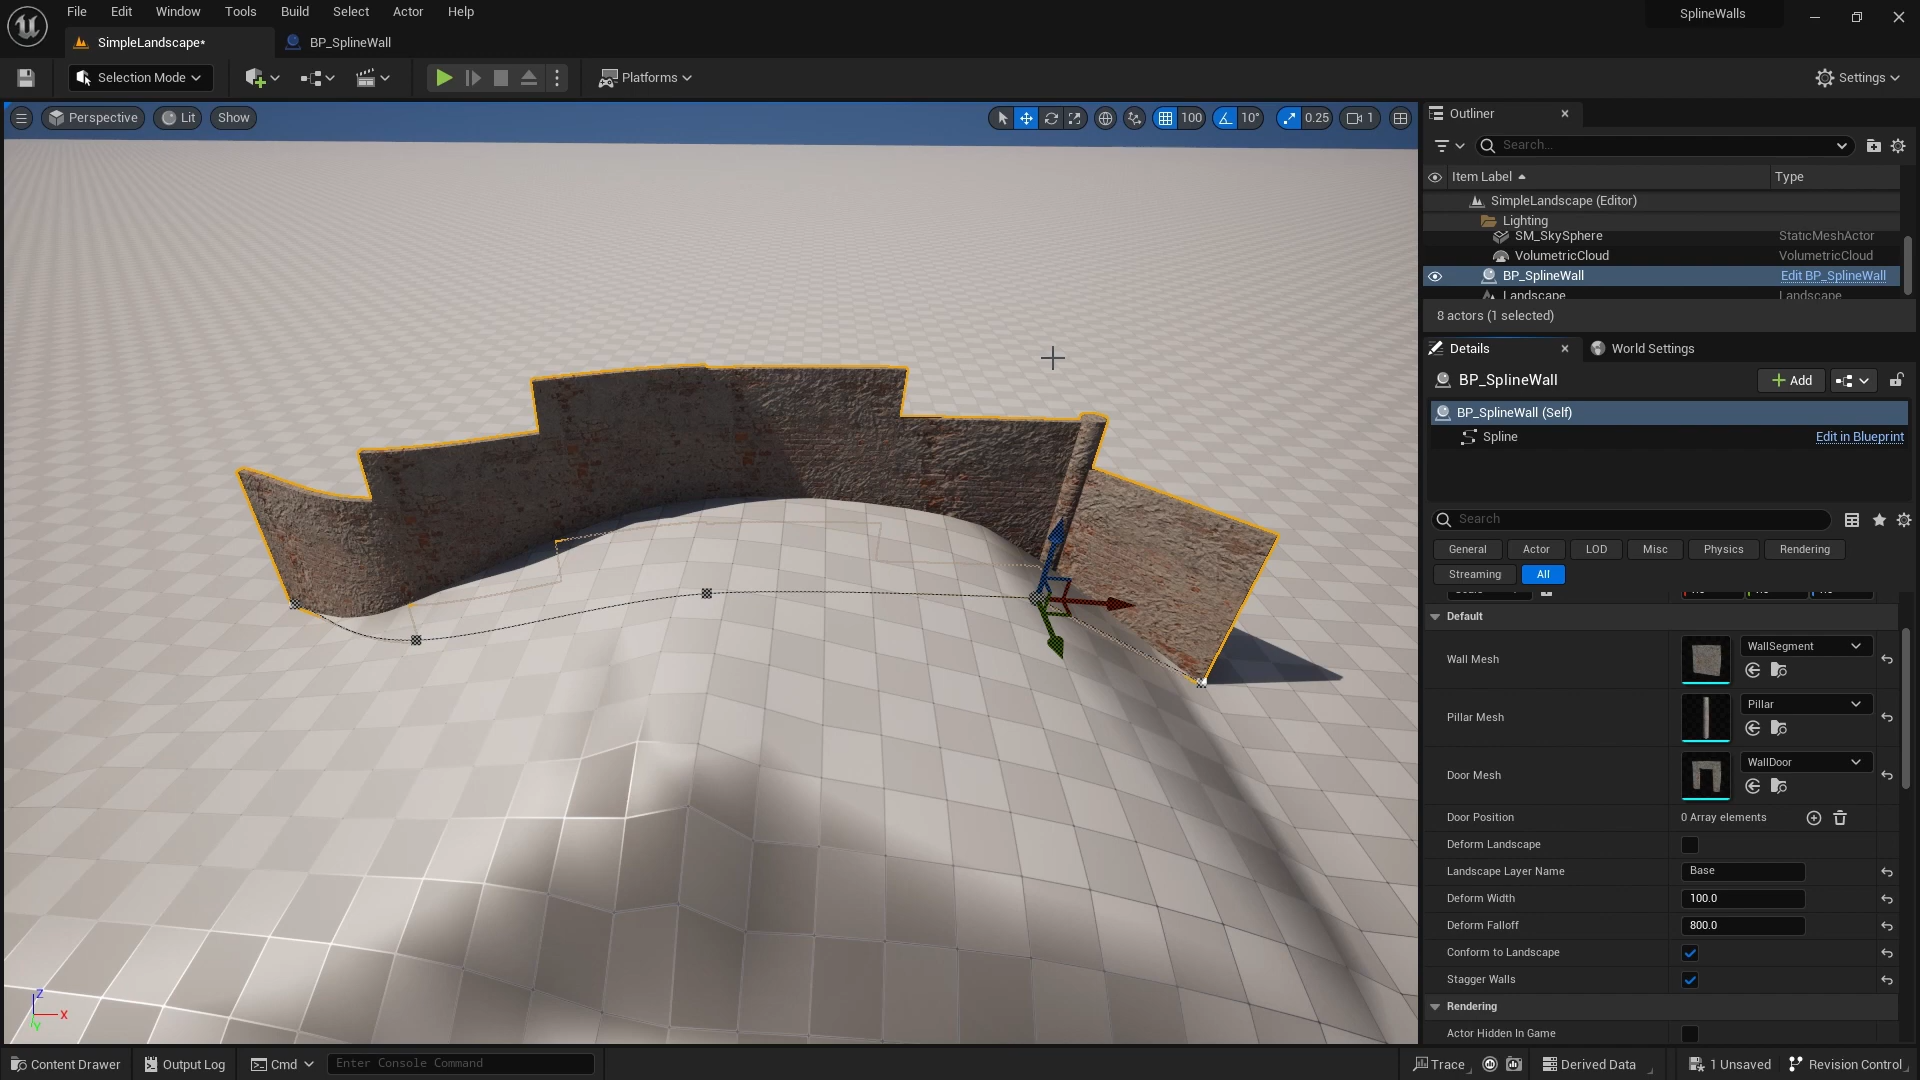 File Edit Window Tools Build Select Actor Help
SplineWalls
SimpleLandscape*
BP_SplineWall
Selection Mode
Platforms
Settings
Perspective
Lit
Show
100
10°
0.25
1
Outliner
Search...
Item Label
Type
SimpleLandscape (Editor)
Lighting
SM_SkySphere
StaticMeshActor
VolumetricCloud
VolumetricCloud
BP_SplineWall
Edit BP_SplineWall
Landscape
Landscape
8 actors (1 selected)
Details
World Settings
BP_SplineWall
Add
BP_SplineWall (Self)
Spline
Edit in Blueprint
Search
General
Actor
LOD
Misc
Physics
Rendering
Streaming
All
Default
Wall Mesh
WallSegment
Pillar Mesh
Pillar
Door Mesh
WallDoor
Door Position
0 Array elements
Deform Landscape
Landscape Layer Name
Base
Deform Width
100.0
Deform Falloff
800.0
Conform to Landscape
Stagger Walls
Rendering
Actor Hidden In Game
Z
X
Y
Content Drawer
Output Log
Cmd
Enter Console Command
Trace
Derived Data
1 Unsaved
Revision Control